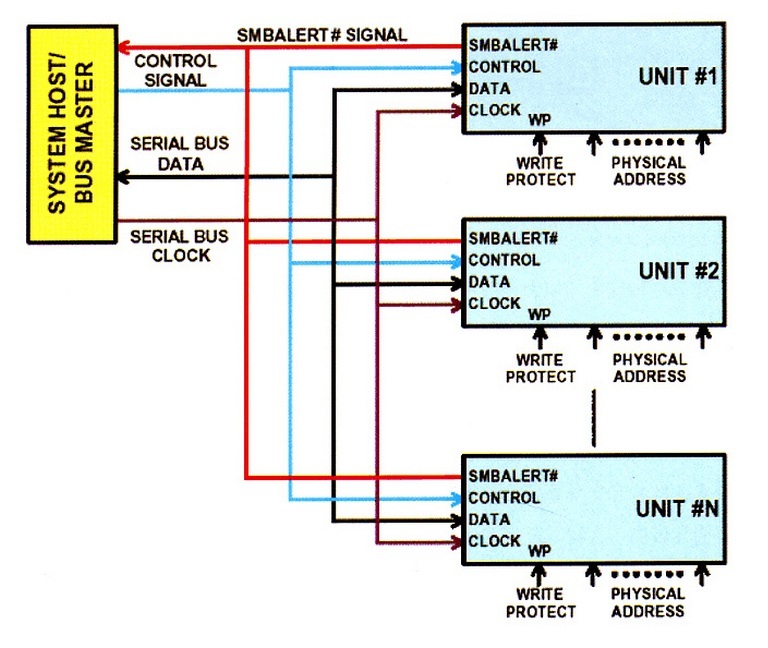 SYSTEM HOST/
BUS MASTER
SMBALERT# SIGNAL
CONTROL
SIGNAL
SERIAL BUS
DATA
SERIAL BUS
CLOCK
SMBALERT#
CONTROL
DATA
CLOCK
WP
UNIT #1
WRITE
PROTECT
PHYSICAL
ADDRESS
SMBALERT#
CONTROL
DATA
CLOCK
WP
UNIT #2
WRITE
PROTECT
PHYSICAL
ADDRESS
SMBALERT#
CONTROL
DATA
CLOCK
WP
UNIT #N
WRITE
PROTECT
PHYSICAL
ADDRESS